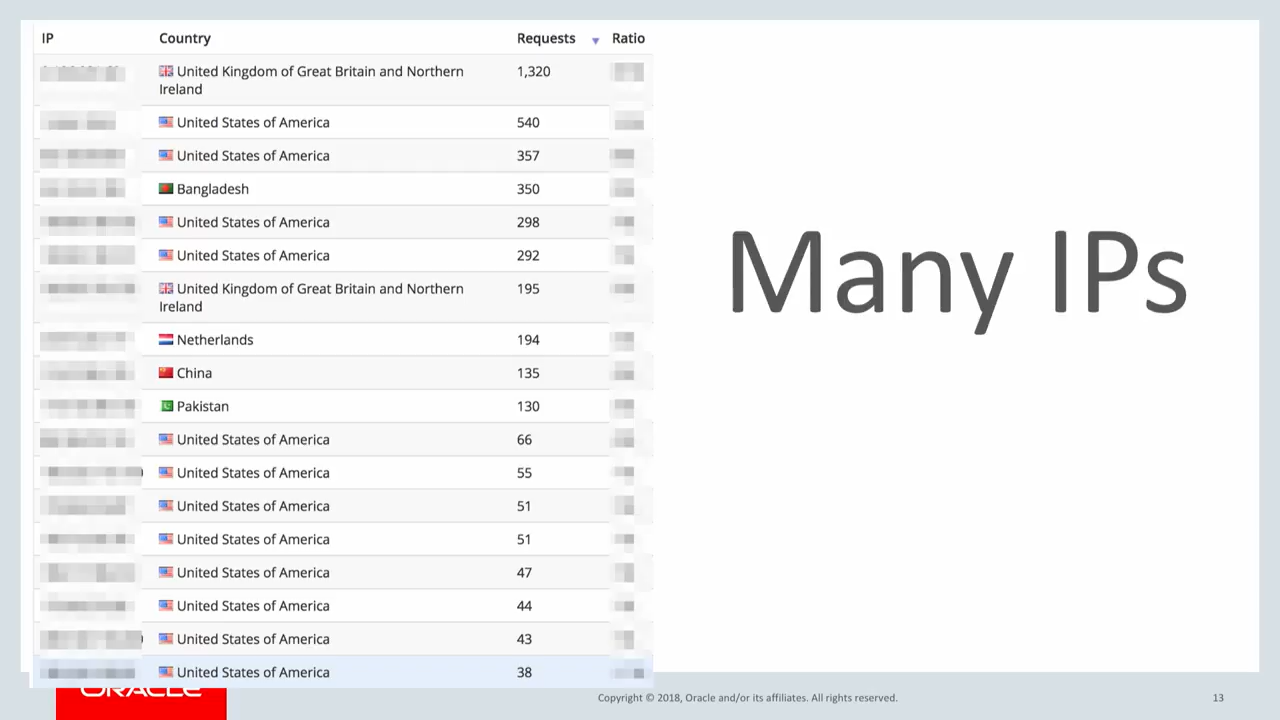 IP Country Requests Ratio
United Kingdom of Great Britain and Northern 1,320
Ireland
United States of America 540
United States of America 357
Bangladesh 350
United States of America 298
United States of America 292
United Kingdom of Great Britain and Northern 195
Ireland
Netherlands 194
China 135
Pakistan 130
United States of America 66
United States of America 55
United States of America 51
United States of America 51
United States of America 47
United States of America 44
United States of America 43
United States of America 38
Many IPs
ORACLE
Copyright © 2018, Oracle and/or its affiliates. All rights reserved.
13